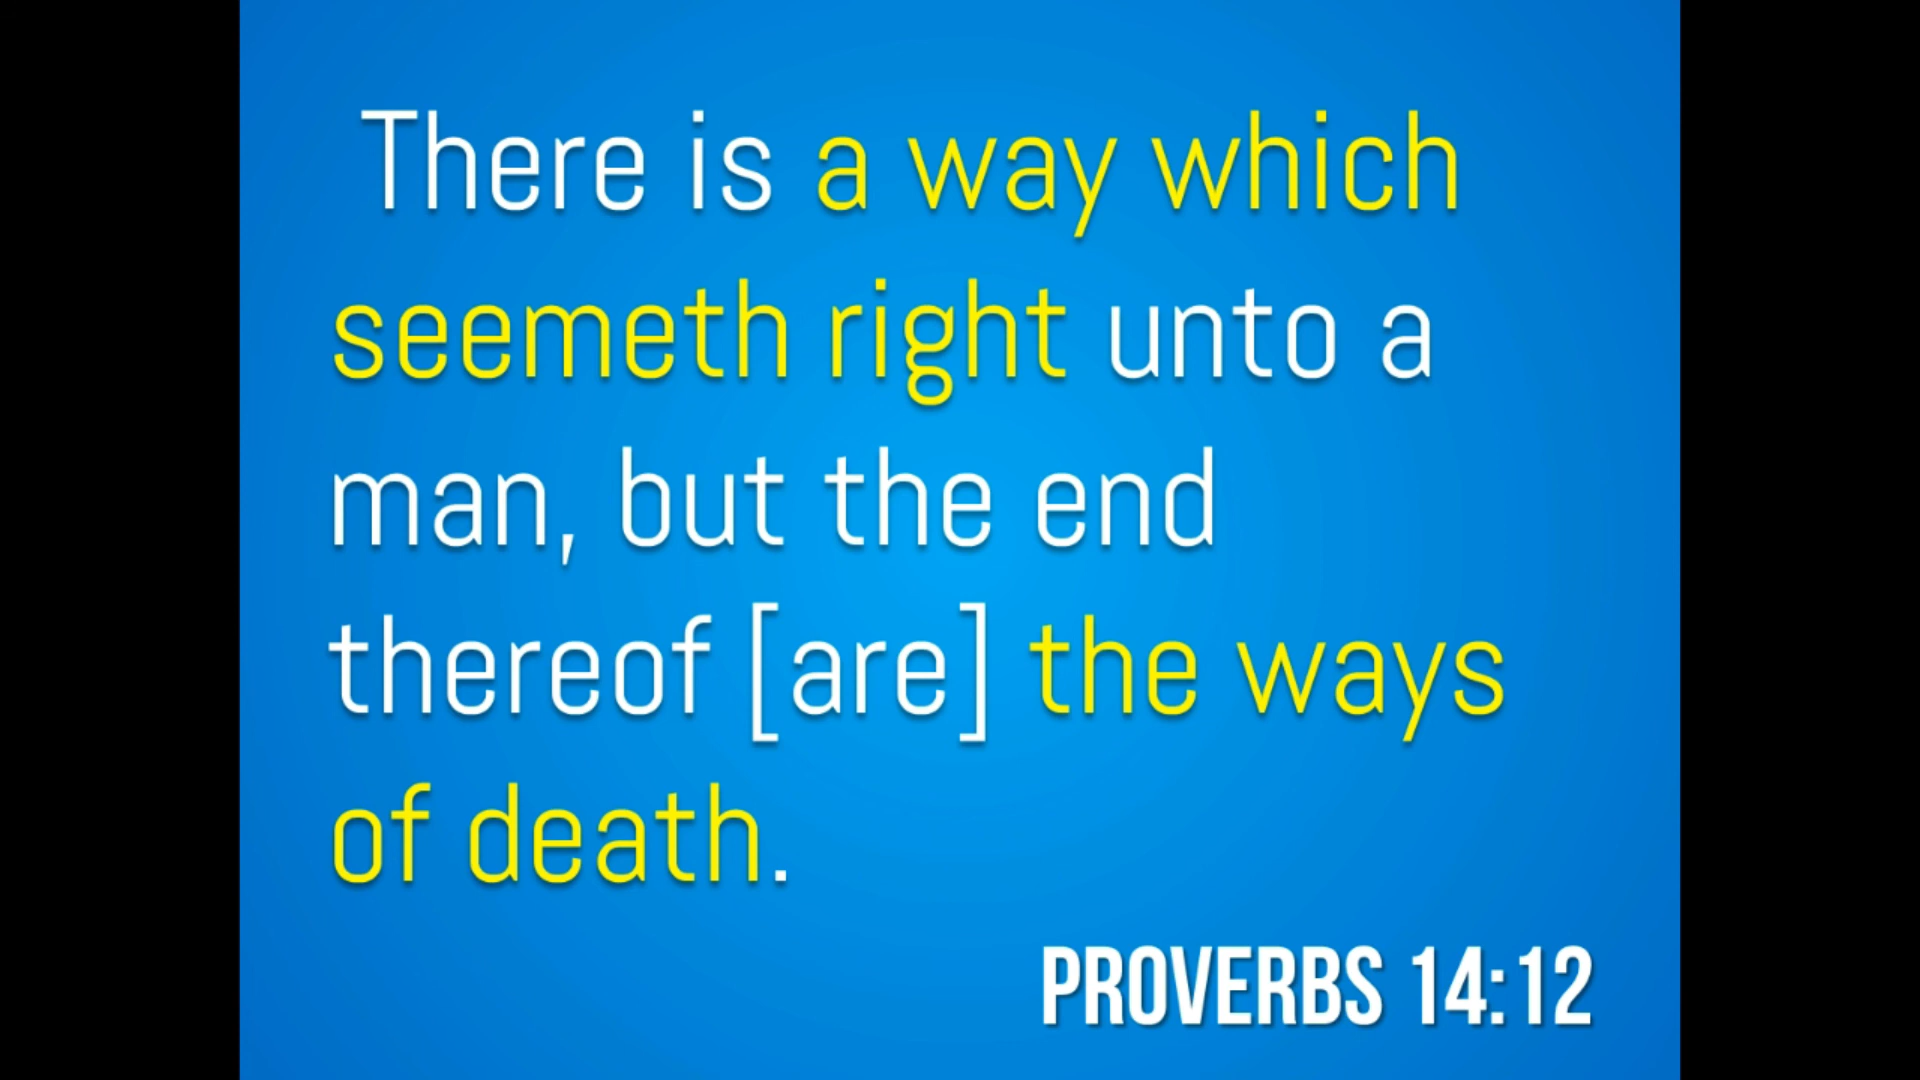 There is a way which
seemeth right unto a
man, but the end
thereof [are] the ways
of death.
PROVERBS 14:12